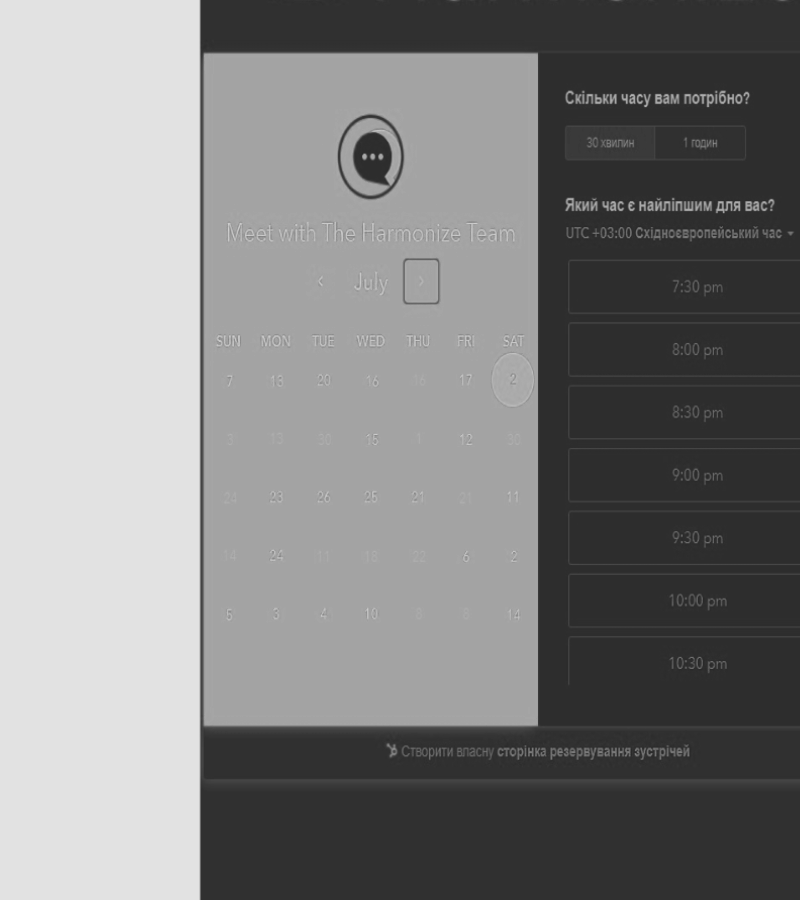 Meet with The Harmonize Team
July
SUN MON TUE WED THU FRI SAT
7 18 20 16 16 17 2
3 13 30 15 1 12 30
24 23 26 25 21 21 11
14 24 11 18 22 6 2
5 3 4 10 14
Скільки часу вам потрібно?
30 хвилин 1 годин
Який час є найліпшим для вас?
UTC +03:00 Східноєвропейський час
7:30 pm
8:00 pm
8:30 pm
9:00 pm
9:30 pm
10:00 pm
10:30 pm
Створити власну сторінка резервування зустрічей